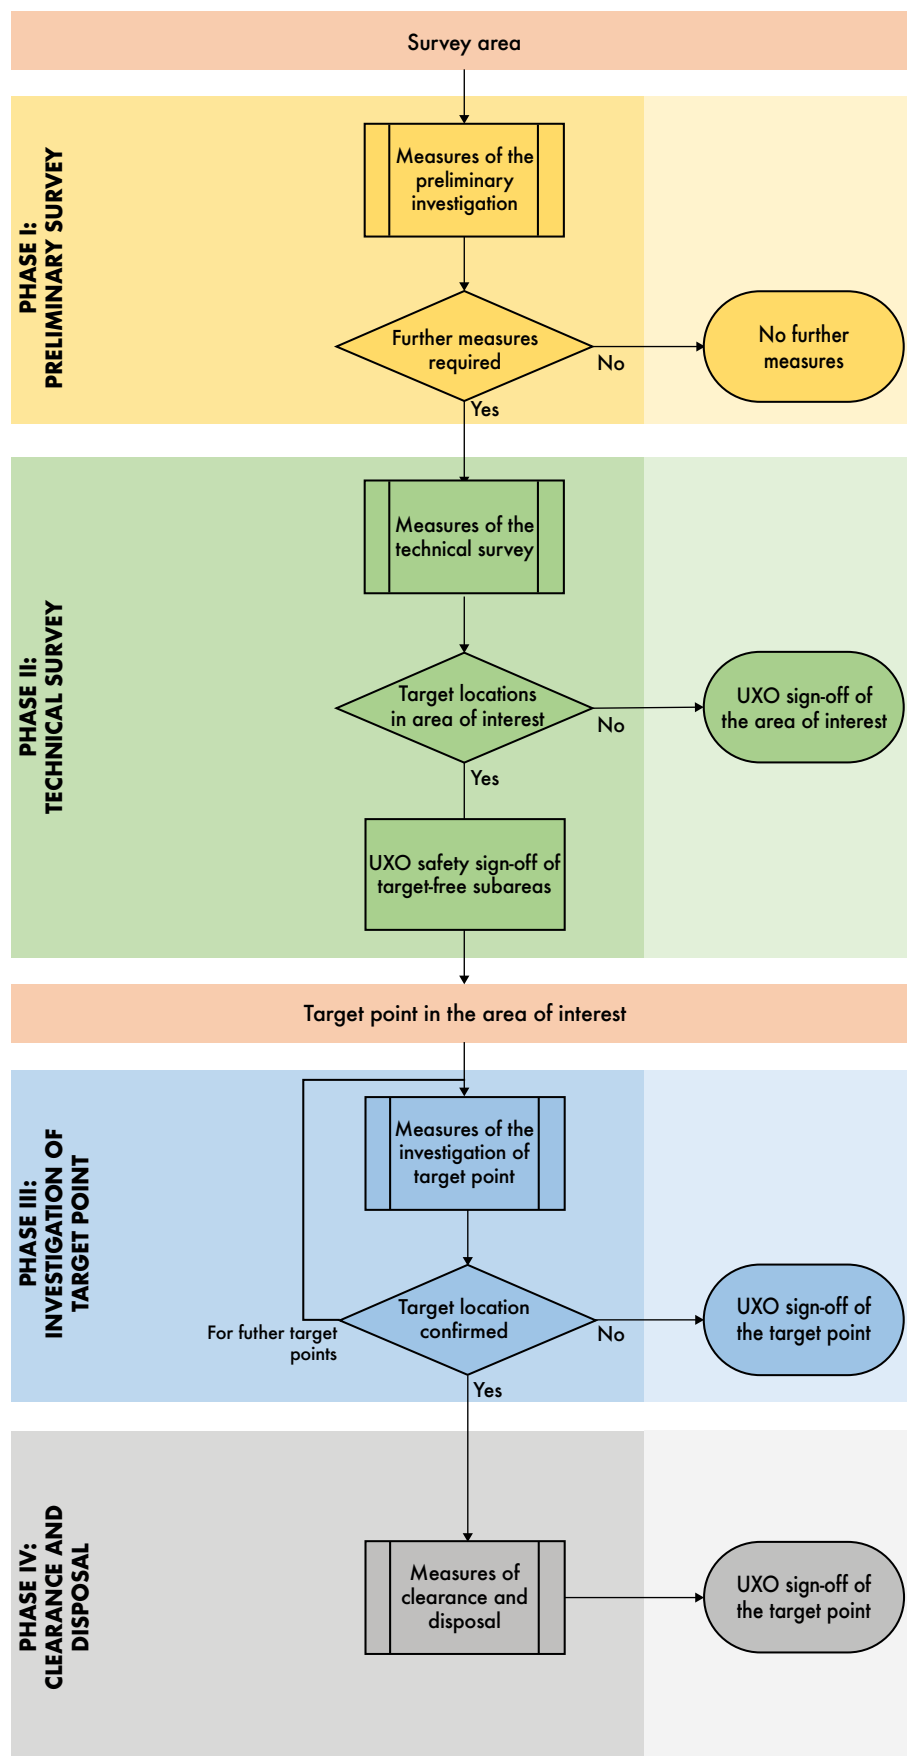 Survey area
PHASE I:
PRELIMINARY SURVEY
Measures of the
preliminary
investigation
Further measures
required
No
No further
measures
Yes
PHASE II:
TECHNICAL SURVEY
Measures of the
technical survey
Target locations
in area of interest
No
UXO sign-off of
the area of interest
Yes
UXO safety sign-off of
target-free subareas
Target point in the area of interest
PHASE III:
INVESTIGATION OF
TARGET POINT
Measures of the
investigation of
target point
Target location
confirmed
For futher target
points
No
UXO sign-off of
the target point
Yes
PHASE IV:
CLEARANCE AND
DISPOSAL
Measures of
clearance and
disposal
UXO sign-off of
the target point